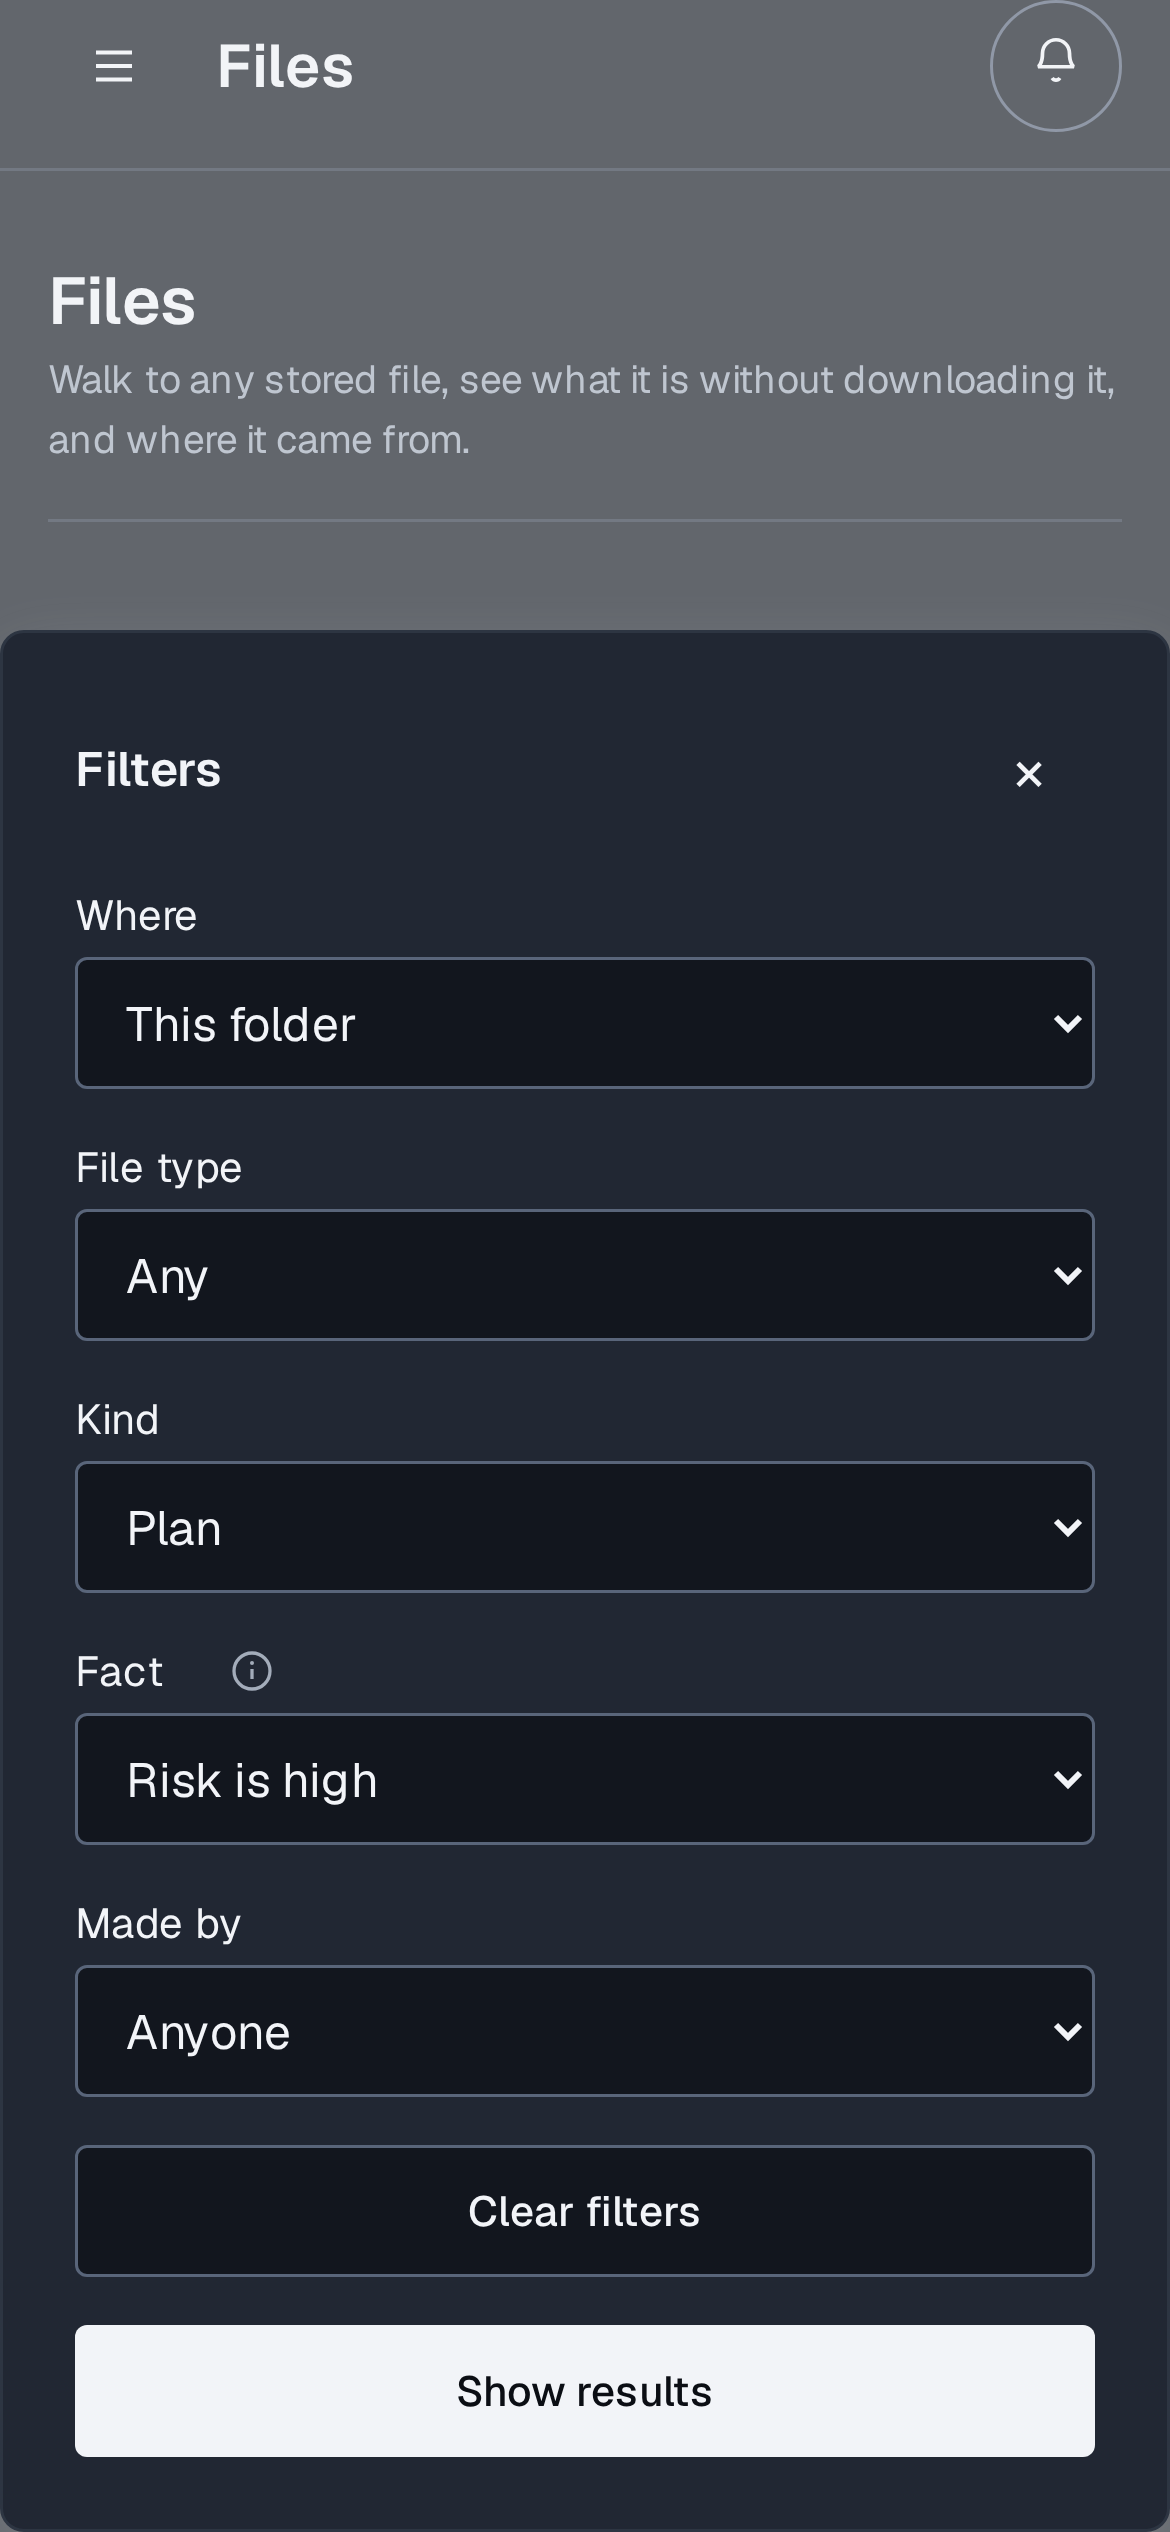 Files
Files
Walk to any stored file, see what it is without downloading it,
and where it came from.
Filters
Where
This folder
File type
Any
Kind
Plan
Fact
Risk is high
Made by
Anyone
Clear filters
Show results